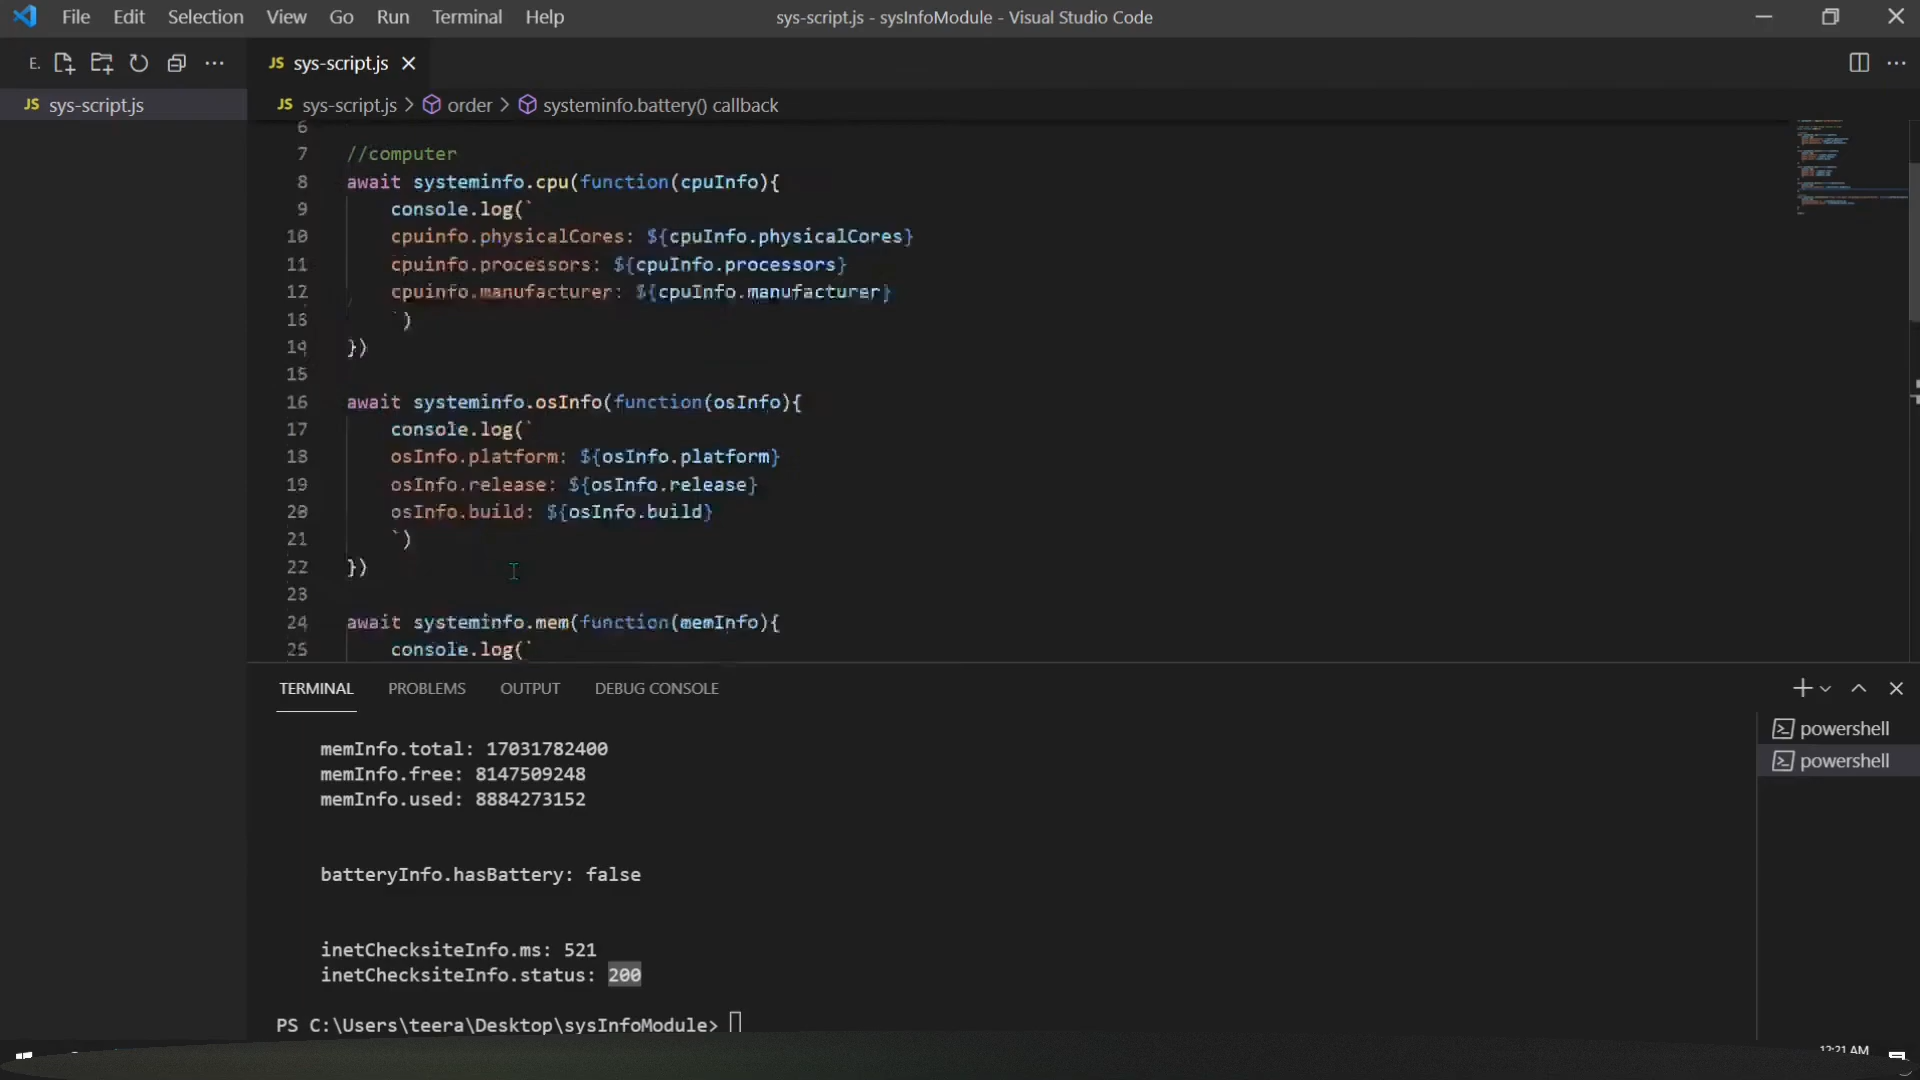 File Edit Selection View Go Run Terminal Help
sys-script.js - sysInfoModule - Visual Studio Code
E.
JS sys-script.js
JS sys-script.js
JS sys-script.js > order > systeminfo.battery() callback
6
7 //computer
8 await systeminfo.cpu(function(cpuInfo){
9 console.log(`
10 cpuinfo.physicalCores: ${cpuInfo.physicalCores}
11 cpuinfo.processors: ${cpuInfo.processors}
12 cpuinfo.manufacturer: ${cpuInfo.manufacturer}
13 `)
14 })
15
16 await systeminfo.osInfo(function(osInfo){
17 console.log(`
18 osInfo.platform: ${osInfo.platform}
19 osInfo.release: ${osInfo.release}
20 osInfo.build: ${osInfo.build}
21 `)
22 })
23
24 await systeminfo.mem(function(memInfo){
25 console.log(`
TERMINAL PROBLEMS OUTPUT DEBUG CONSOLE
powershell
powershell
memInfo.total: 17031782400
memInfo.free: 8147509248
memInfo.used: 8884273152
batteryInfo.hasBattery: false
inetChecksiteInfo.ms: 521
inetChecksiteInfo.status: 200
PS C:\Users\teera\Desktop\sysInfoModule>
12:21 AM